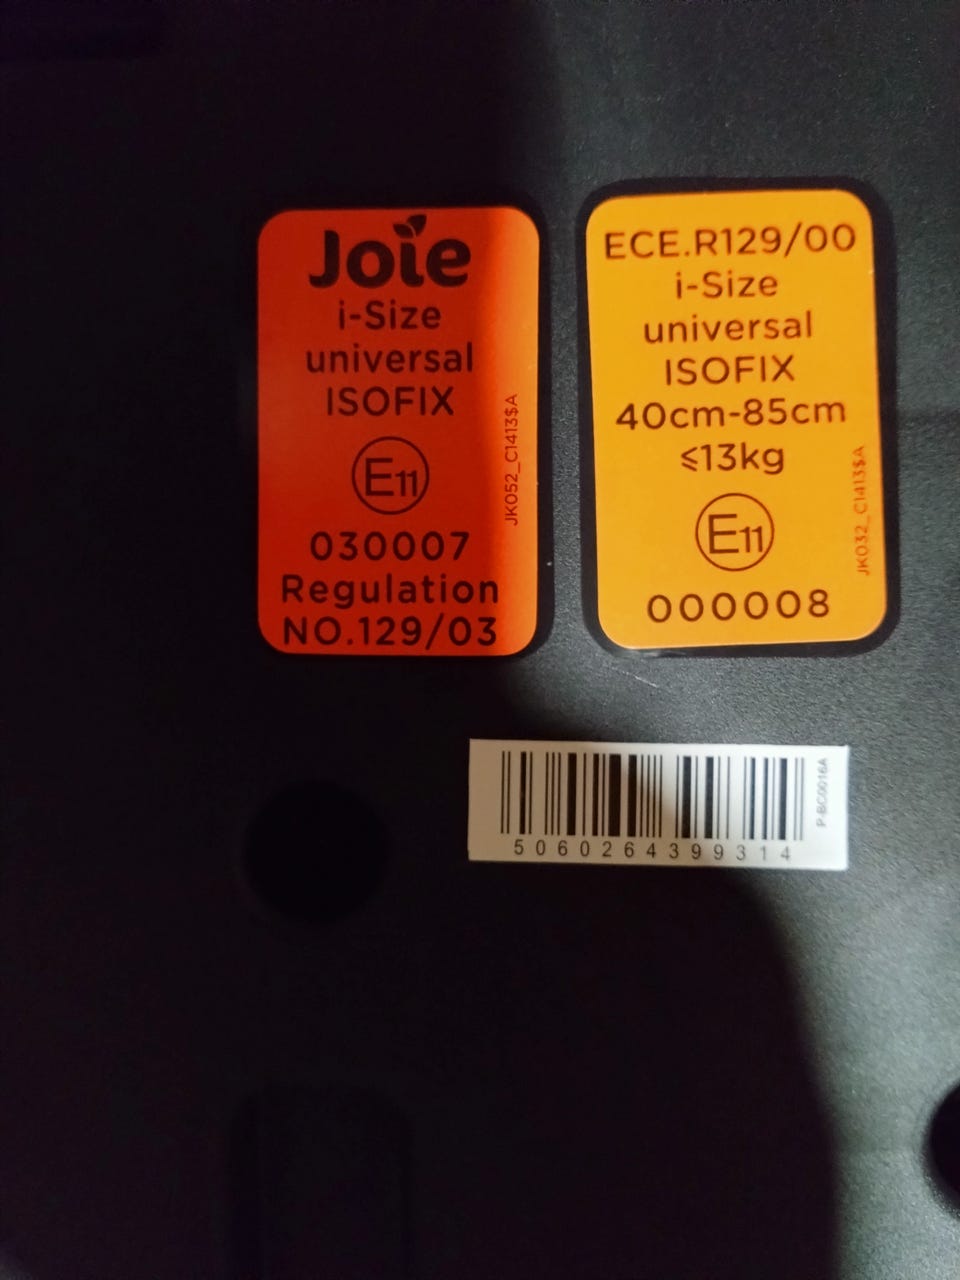 Joie
i-Size
universal
ISOFIX
E11
030007
Regulation
NO.129/03
JK052_C1413$A
ECE.R129/00
i-Size
universal
ISOFIX
40cm-85cm
≤13kg
E11
000008
JK032_C1413$A
5060264399314
P-BC0016A